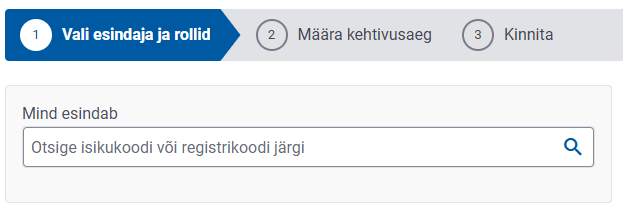 1 Vali esindaja ja rollid 2 Määra kehtivusaeg 3 Kinnita
Mind esindab
Otsige isikukoodi või registrikoodi järgi